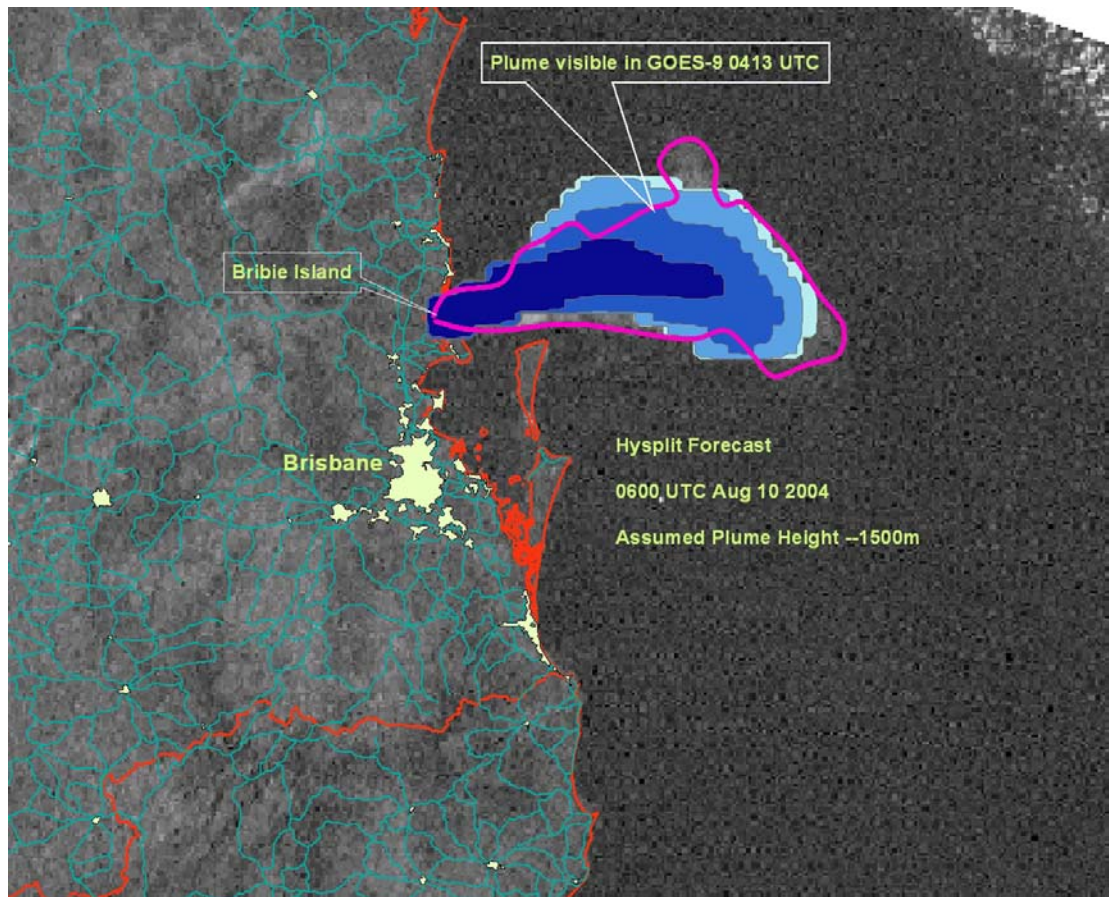 Plume visible in GOES-9 0413 UTC
Bribie Island
Brisbane
Hysplit Forecast
0600 UTC Aug 10 2004
Assumed Plume Height --1500m